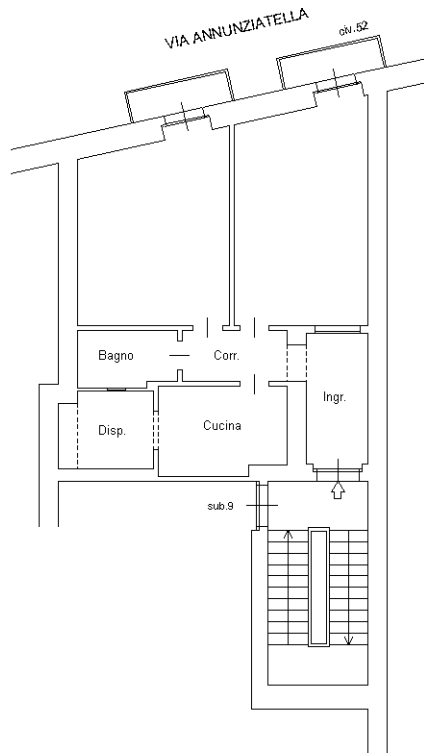 VIA ANNUNZIATELLA
civ.52
Bagno
Corr.
Ingr.
Disp.
Cucina
sub.9